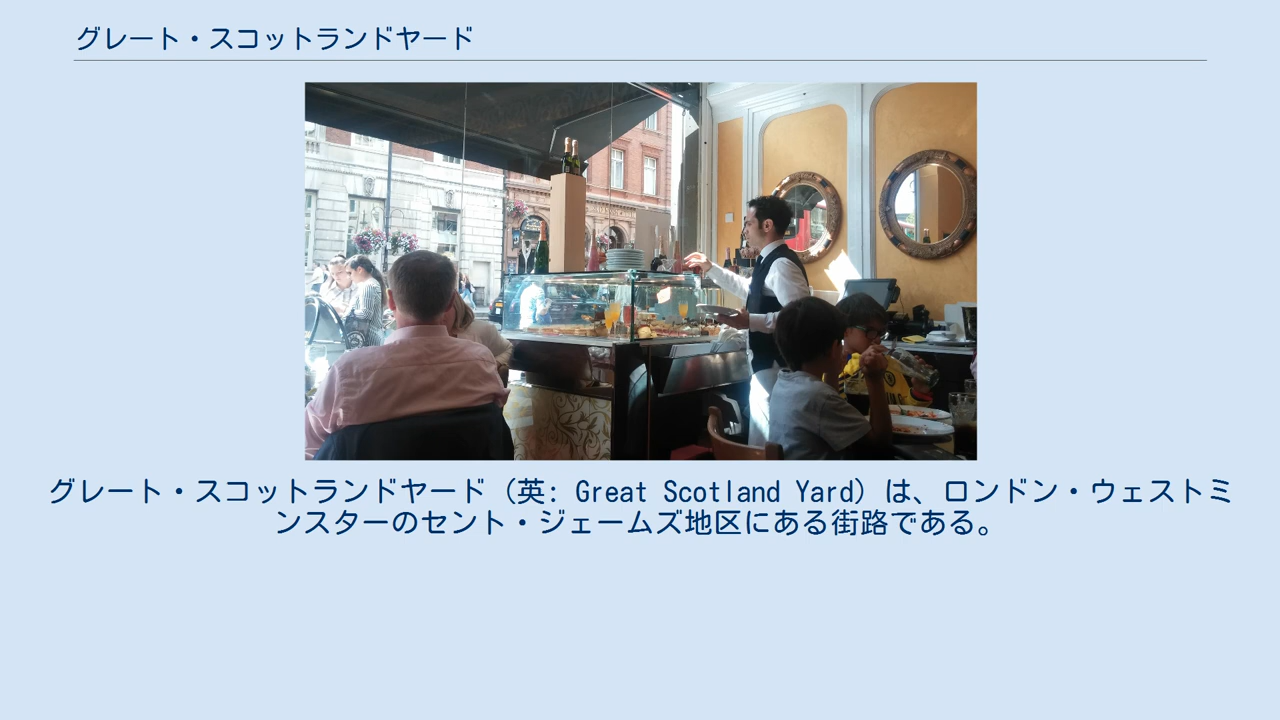 グレート・スコットランドヤード
グレート・スコットランドヤード（英: Great Scotland Yard）は、ロンドン・ウェストミ
ンスターのセント・ジェームズ地区にある街路である。